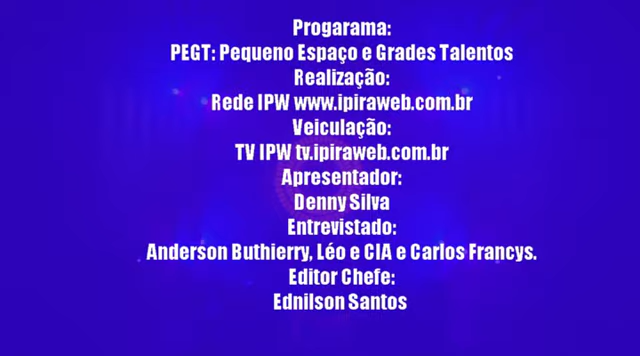 Progarama:
PEGT: Pequeno Espaço e Grades Talentos
Realização:
Rede IPW www.ipiraweb.com.br
Veiculação:
TV IPW tv.ipiraweb.com.br
Apresentador:
Denny Silva
Entrevistado:
Anderson Buthierry, Léo e CIA e Carlos Francys.
Editor Chefe:
Ednilson Santos